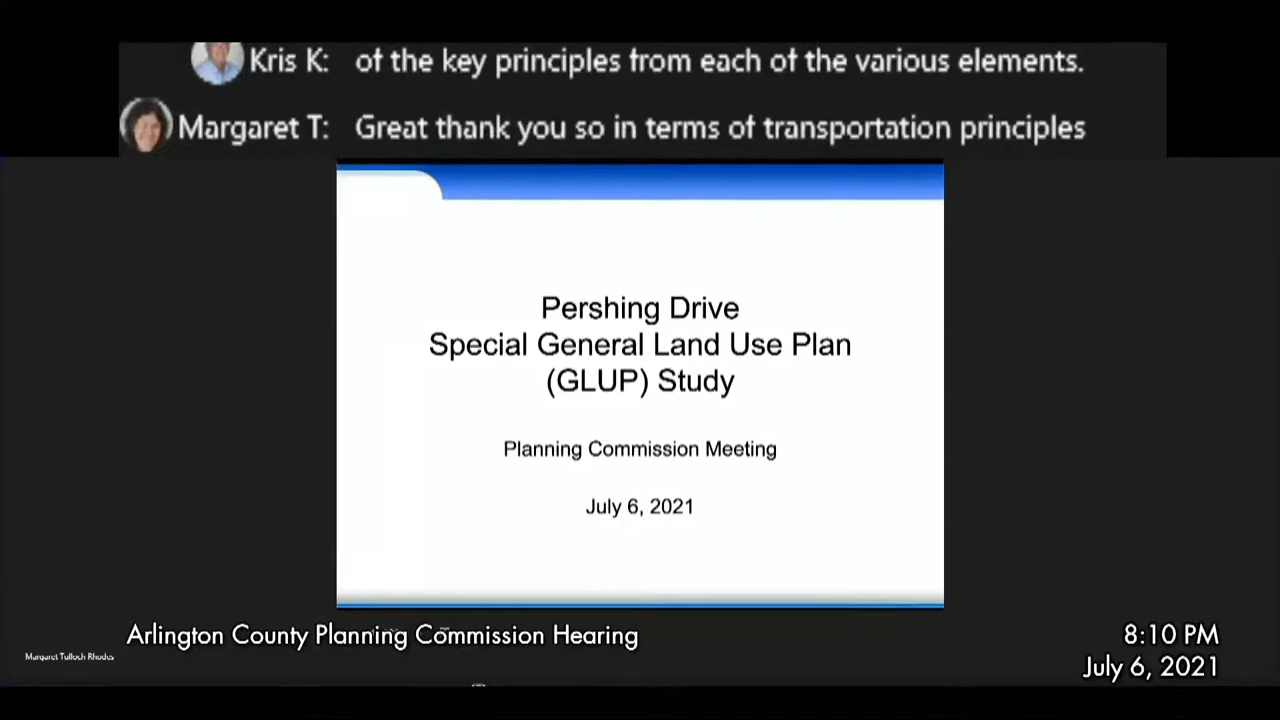 Kris K: of the key principles from each of the various elements.
Margaret T: Great thank you so in terms of transportation principles
Pershing Drive
Special General Land Use Plan
(GLUP) Study
Planning Commission Meeting
July 6, 2021
Arlington County Planning Commission Hearing
8:10 PM
Margaret Tulloch Rhodes
July 6, 2021